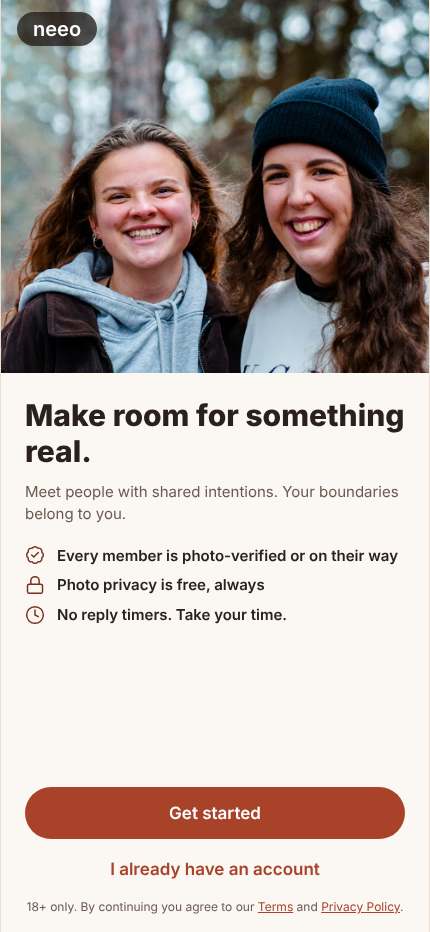 neeo
Make room for something
real.
Meet people with shared intentions. Your boundaries
belong to you.
Every member is photo-verified or on their way
Photo privacy is free, always
No reply timers. Take your time.
Get started
I already have an account
18+ only. By continuing you agree to our Terms and Privacy Policy.